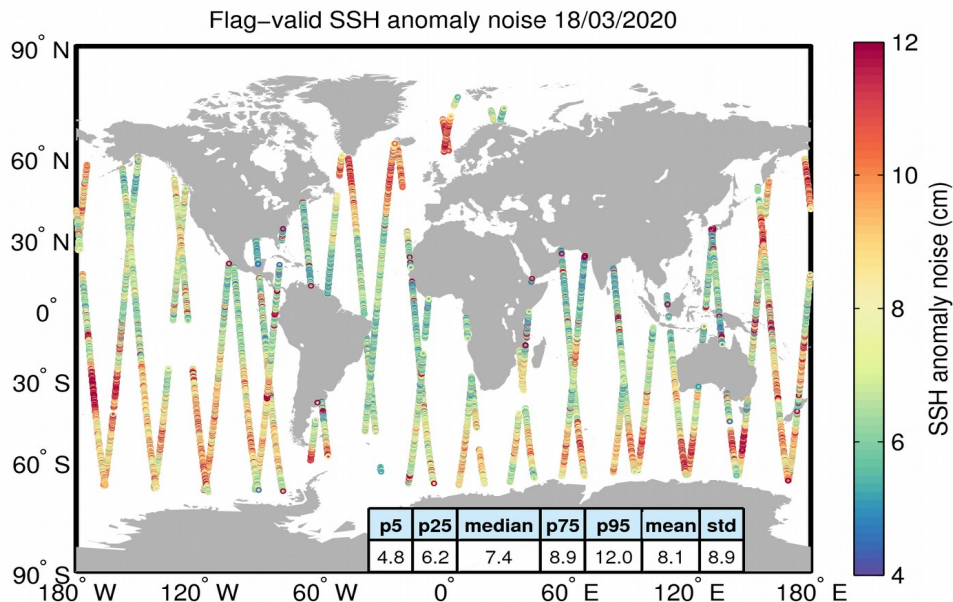 Flag−valid SSH anomaly noise 18/03/2020
90° N
60° N
30° N
0°
30° S
60° S
90° S
180° W
120° W
60° W
0°
60° E
120° E
180° E
p5 p25 median p75 p95 mean std
4.8 6.2 7.4 8.9 12.0 8.1 8.9
12
10
8
6
4
SSH anomaly noise (cm)